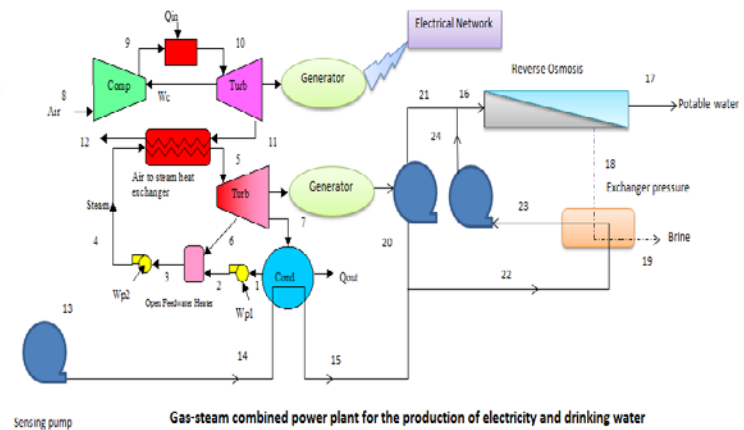 Qin
Electrical Network
9
10
Comp
Turb
Generator
Reverse Osmosis
8
Wc
Air
21
16
17
Potable water
12
11
24
5
Air to steam heat
exchanger
18
Exchanger pressure
Turb
Generator
Steam
7
23
4
6
20
Brine
19
3
2
1
Cond
Qout
22
Wp2
Open Feedwater Heater
Wp1
13
14
15
Sensing pump
Gas-steam combined power plant for the production of electricity and drinking water